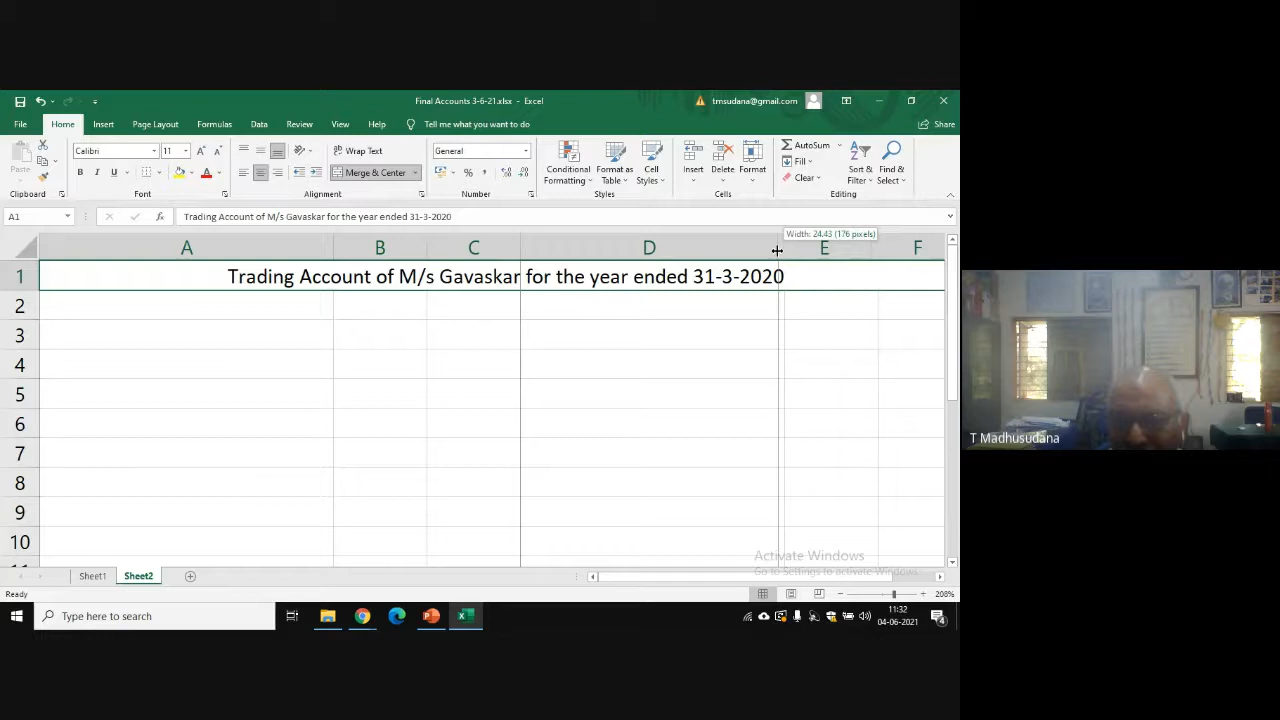 Final Accounts 3-6-21.xlsx - Excel
tmsudana@gmail.com
File Home Insert Page Layout Formulas Data Review View Help Tell me what you want to do Share
Paste
Calibri 11
B I U
Wrap Text
Merge & Center
General
Conditional Formatting
Format as Table
Cell Styles
Insert Delete Format
AutoSum
Fill
Clear
Sort & Filter
Find & Select
Clipboard Font Alignment Number Styles Cells Editing
A1 fx Trading Account of M/s Gavaskar for the year ended 31-3-2020
Width: 24.43 (176 pixels)
A B C D E F
1 Trading Account of M/s Gavaskar for the year ended 31-3-2020
2
3
4
5
6
7
8
9
10
T Madhusudana
Activate Windows
Go to Settings to activate Windows.
Sheet1 Sheet2
Ready 208%
Type here to search
11:32
04-06-2021
4